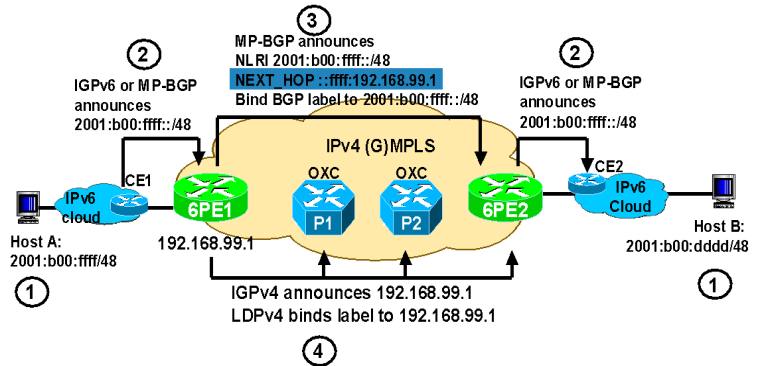 3
MP-BGP announces
NLRI 2001:b00:ffff::/48
NEXT_HOP ::ffff:192.168.99.1
Bind BGP label to 2001:b00:ffff::/48
2
IGPv6 or MP-BGP
announces
2001:b00:ffff::/48
2
IGPv6 or MP-BGP
announces
2001:b00:ffff::/48
IPv4 (G)MPLS
OXC
OXC
CE1
CE2
IPv6
cloud
6PE1
P1
P2
6PE2
IPv6
Cloud
Host A:
2001:b00:ffff/48
192.168.99.1
Host B:
2001:b00:dddd/48
1
1
IGPv4 announces 192.168.99.1
LDPv4 binds label to 192.168.99.1
4